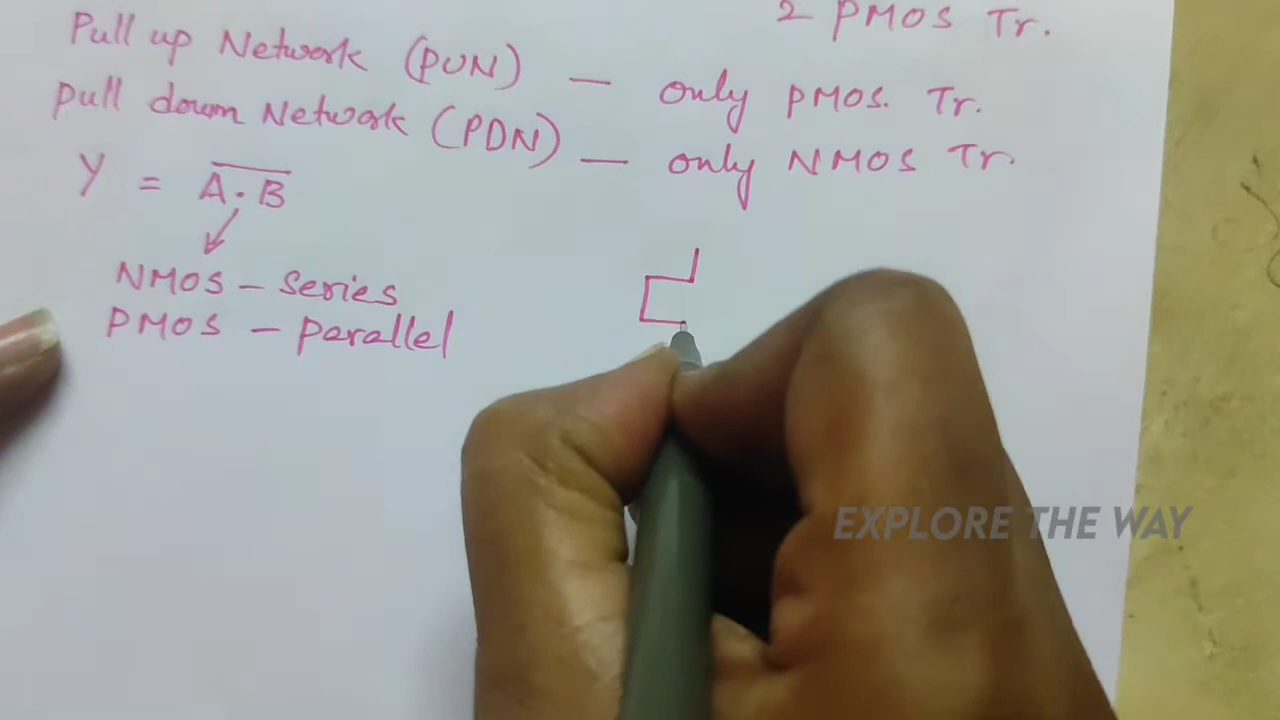 2 PMOS Tr.
Pull up Network (PUN) — only PMOS. Tr.
Pull down Network (PDN) — only NMOS Tr.
Y = \overline{A.B}
NMOS - Series
PMOS - parallel
EXPLORE THE WAY